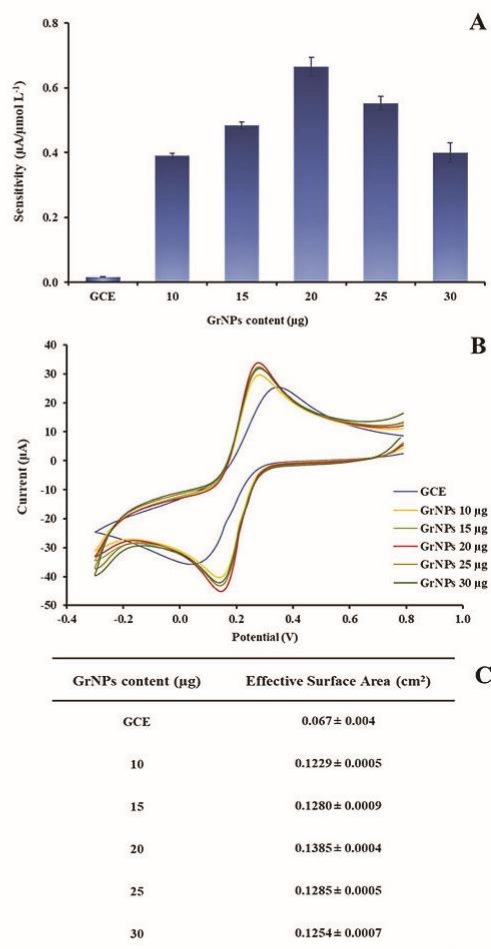 A
0.8
0.6
0.4
0.2
0.0
Sensitivity (µA/µmol L⁻¹)
GCE 10 15 20 25 30
GrNPs content (µg)
B
40
30
20
10
0
-10
-20
-30
-40
-50
Current (µA)
-0.4 -0.2 0.0 0.2 0.4 0.6 0.8 1.0
Potential (V)
GCE
GrNPs 10 µg
GrNPs 15 µg
GrNPs 20 µg
GrNPs 25 µg
GrNPs 30 µg
C
GrNPs content (µg) Effective Surface Area (cm²)
GCE 0.067 ± 0.004
10 0.1229 ± 0.0005
15 0.1280 ± 0.0009
20 0.1385 ± 0.0004
25 0.1285 ± 0.0005
30 0.1254 ± 0.0007